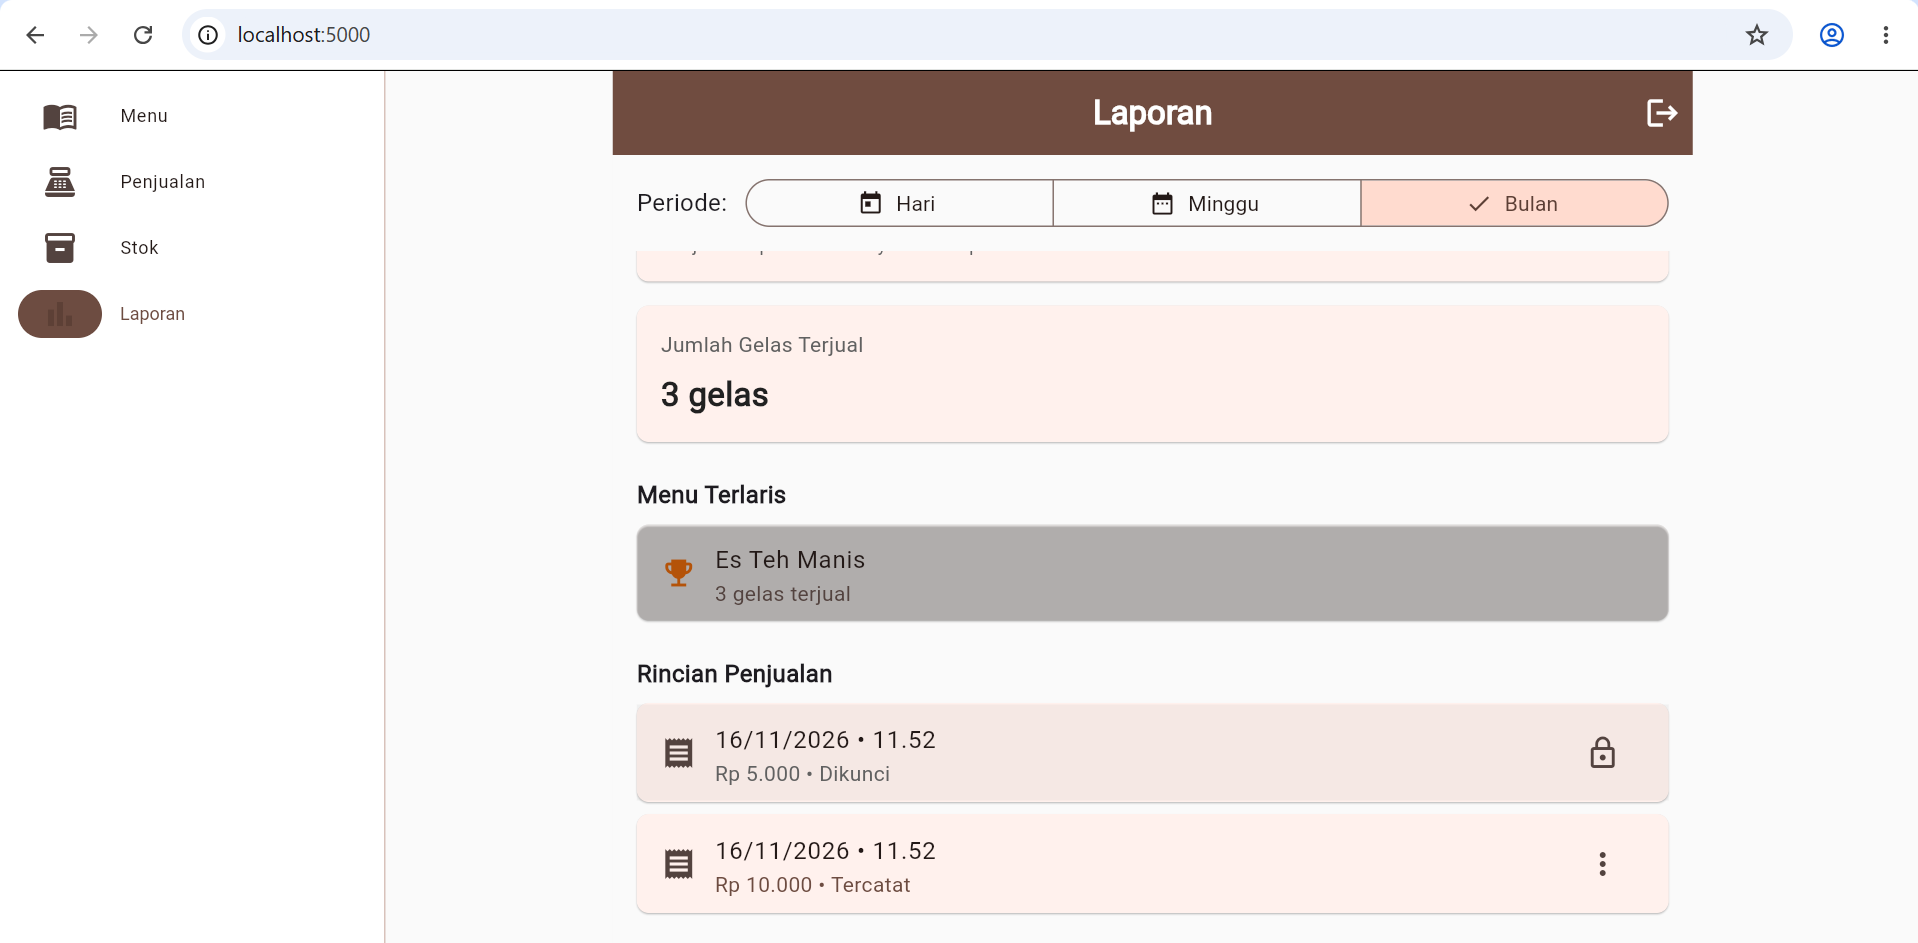 localhost:5000
Menu
Penjualan
Stok
Laporan
Laporan
Periode:
Hari
Minggu
Bulan
Jumlah Gelas Terjual
3 gelas
Menu Terlaris
Es Teh Manis
3 gelas terjual
Rincian Penjualan
16/11/2026 • 11.52
Rp 5.000 • Dikunci
16/11/2026 • 11.52
Rp 10.000 • Tercatat